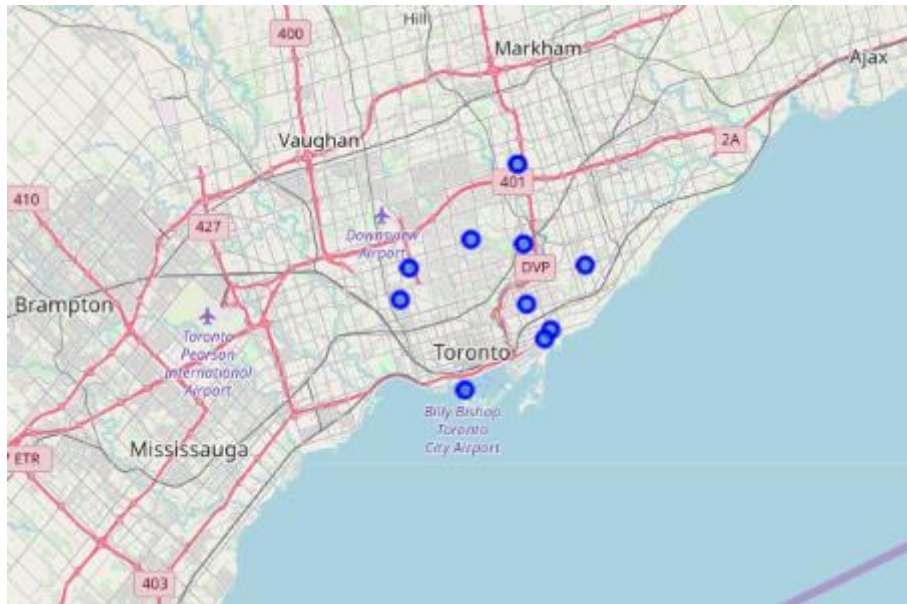 Hill
400
Markham
Ajax
Vaughan
2A
401
410
427
Downsview
Airport
DVP
Brampton
Toronto
Pearson
International
Airport
Toronto
Billy Bishop
Toronto
City Airport
Mississauga
ETR
403